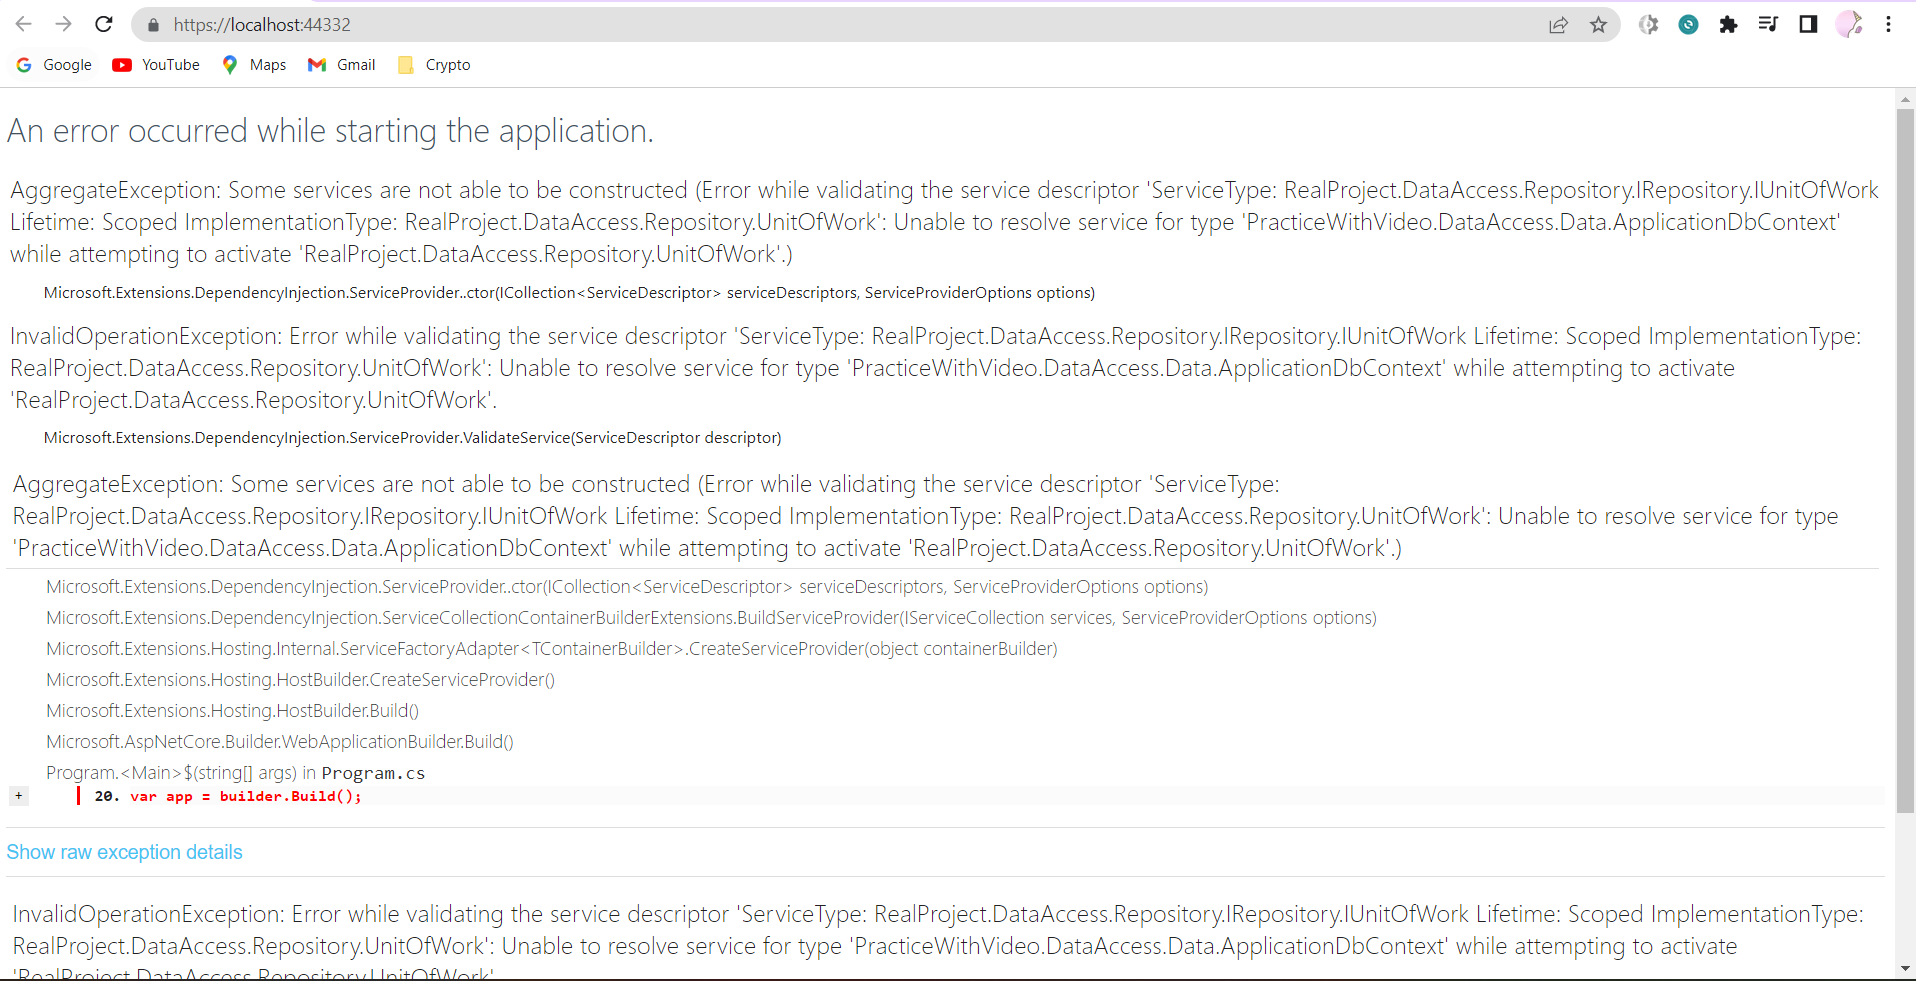 https://localhost:44332
Google YouTube Maps Gmail Crypto
An error occurred while starting the application.
AggregateException: Some services are not able to be constructed (Error while validating the service descriptor 'ServiceType: RealProject.DataAccess.Repository.IRepository.IUnitOfWork
Lifetime: Scoped ImplementationType: RealProject.DataAccess.Repository.UnitOfWork': Unable to resolve service for type 'PracticeWithVideo.DataAccess.Data.ApplicationDbContext'
while attempting to activate 'RealProject.DataAccess.Repository.UnitOfWork'.)
Microsoft.Extensions.DependencyInjection.ServiceProvider..ctor(ICollection<ServiceDescriptor> serviceDescriptors, ServiceProviderOptions options)
InvalidOperationException: Error while validating the service descriptor 'ServiceType: RealProject.DataAccess.Repository.IRepository.IUnitOfWork Lifetime: Scoped ImplementationType:
RealProject.DataAccess.Repository.UnitOfWork': Unable to resolve service for type 'PracticeWithVideo.DataAccess.Data.ApplicationDbContext' while attempting to activate
'RealProject.DataAccess.Repository.UnitOfWork'.
Microsoft.Extensions.DependencyInjection.ServiceProvider.ValidateService(ServiceDescriptor descriptor)
AggregateException: Some services are not able to be constructed (Error while validating the service descriptor 'ServiceType:
RealProject.DataAccess.Repository.IRepository.IUnitOfWork Lifetime: Scoped ImplementationType: RealProject.DataAccess.Repository.UnitOfWork': Unable to resolve service for type
'PracticeWithVideo.DataAccess.Data.ApplicationDbContext' while attempting to activate 'RealProject.DataAccess.Repository.UnitOfWork'.)
Microsoft.Extensions.DependencyInjection.ServiceProvider..ctor(ICollection<ServiceDescriptor> serviceDescriptors, ServiceProviderOptions options)
Microsoft.Extensions.DependencyInjection.ServiceCollectionContainerBuilderExtensions.BuildServiceProvider(IServiceCollection services, ServiceProviderOptions options)
Microsoft.Extensions.Hosting.Internal.ServiceFactoryAdapter<TContainerBuilder>.CreateServiceProvider(object containerBuilder)
Microsoft.Extensions.Hosting.HostBuilder.CreateServiceProvider()
Microsoft.Extensions.Hosting.HostBuilder.Build()
Microsoft.AspNetCore.Builder.WebApplicationBuilder.Build()
Program.<Main>$(string[] args) in Program.cs
+ 20. var app = builder.Build();
Show raw exception details
InvalidOperationException: Error while validating the service descriptor 'ServiceType: RealProject.DataAccess.Repository.IRepository.IUnitOfWork Lifetime: Scoped ImplementationType:
RealProject.DataAccess.Repository.UnitOfWork': Unable to resolve service for type 'PracticeWithVideo.DataAccess.Data.ApplicationDbContext' while attempting to activate
'RealProject.DataAccess.Repository.UnitOfWork'.